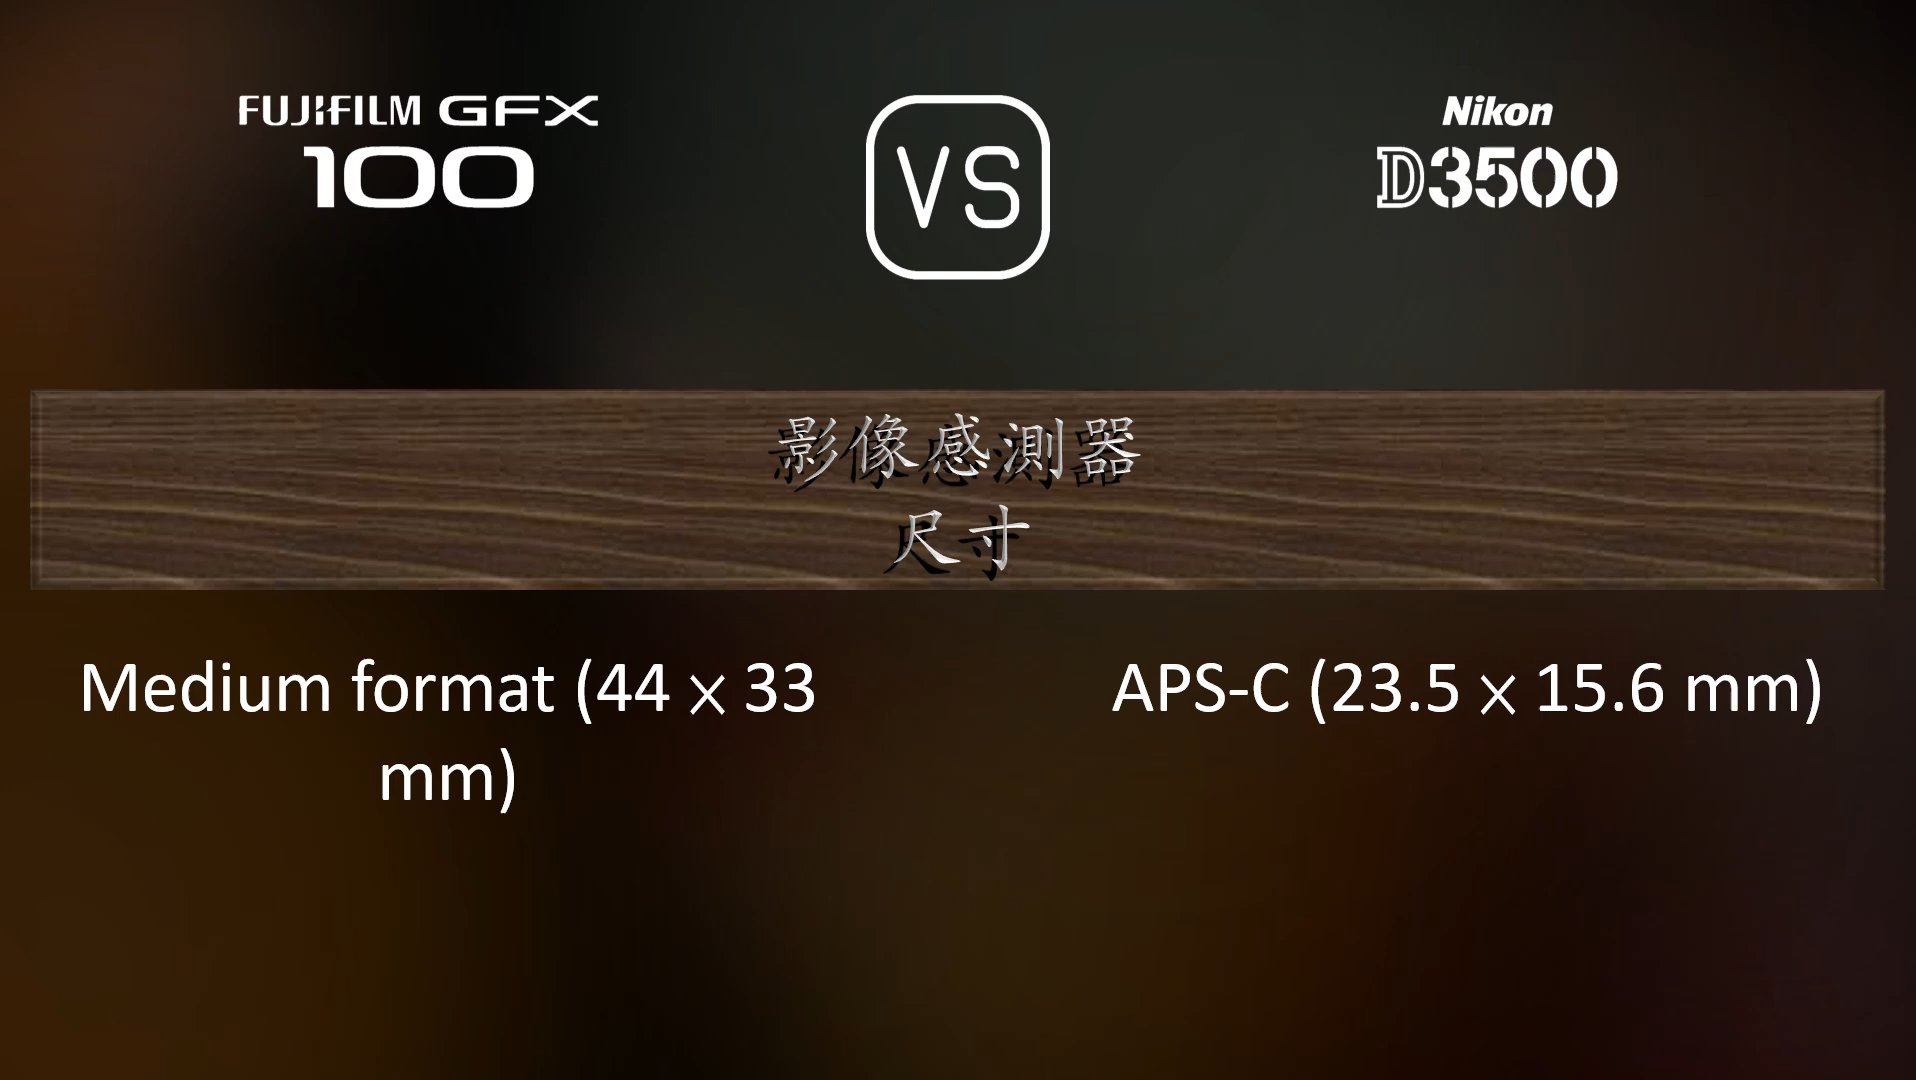 FUJIFILM GFX
100
VS
Nikon
D3500
影像感測器
尺寸
Medium format (44 x 33
mm)
APS-C (23.5 x 15.6 mm)